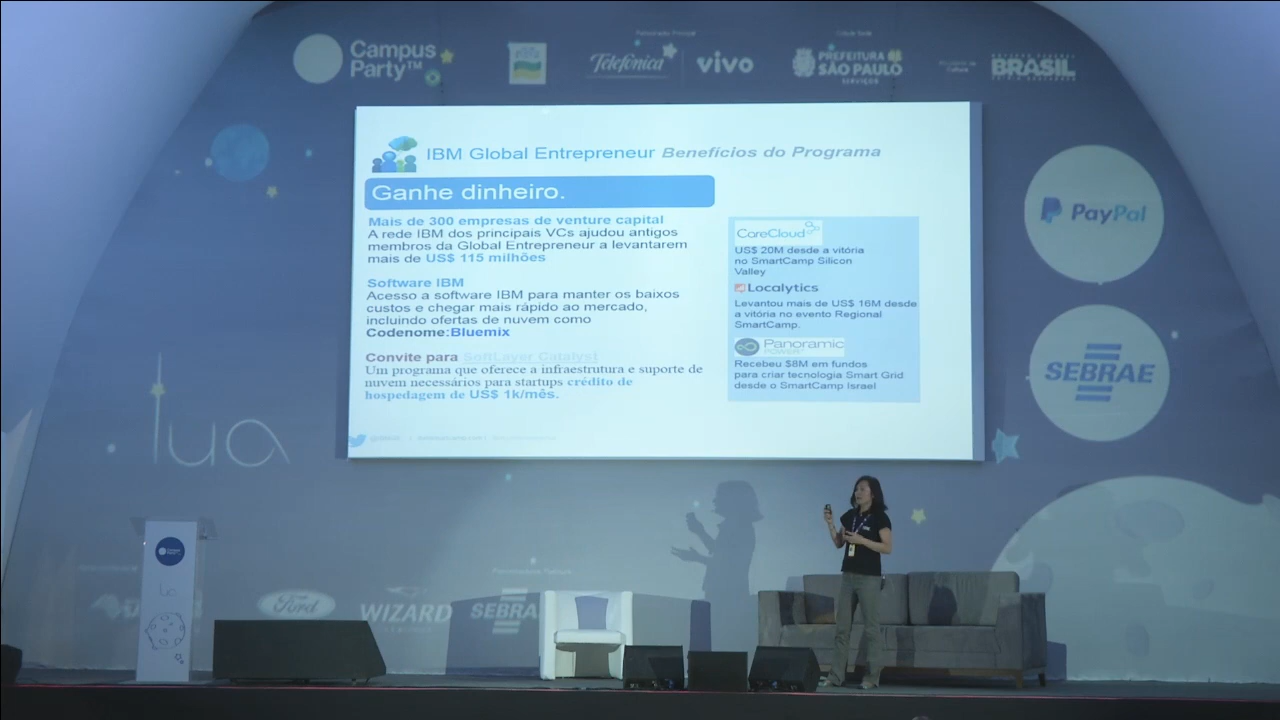 Campus
Party™
Telefónica
vivo
PREFEITURA DE
SÃO PAULO
SERVIÇOS
BRASIL
IBM Global Entrepreneur Benefícios do Programa
Ganhe dinheiro.
Mais de 300 empresas de venture capital
A rede IBM dos principais VCs ajudou antigos
membros da Global Entrepreneur a levantarem
mais de US$ 115 milhões
Software IBM
Acesso a software IBM para manter os baixos
custos e chegar mais rápido ao mercado,
incluindo ofertas de nuvem como
Codenome:Bluemix
Convite para SoftLayer Catalyst
Um programa que oferece a infraestrutura e suporte de
nuvem necessários para startups crédito de
hospedagem de US$ 1k/mês.
CareCloud
US$ 20M desde a vitória
no SmartCamp Silicon
Valley
Localytics
Levantou mais de US$ 16M desde
a vitória no evento Regional
SmartCamp.
Panoramic
POWER
Recebeu $8M em fundos
para criar tecnologia Smart Grid
desde o SmartCamp Israel
PayPal
SEBRAE
lua
Ford
WIZARD
SEBRA